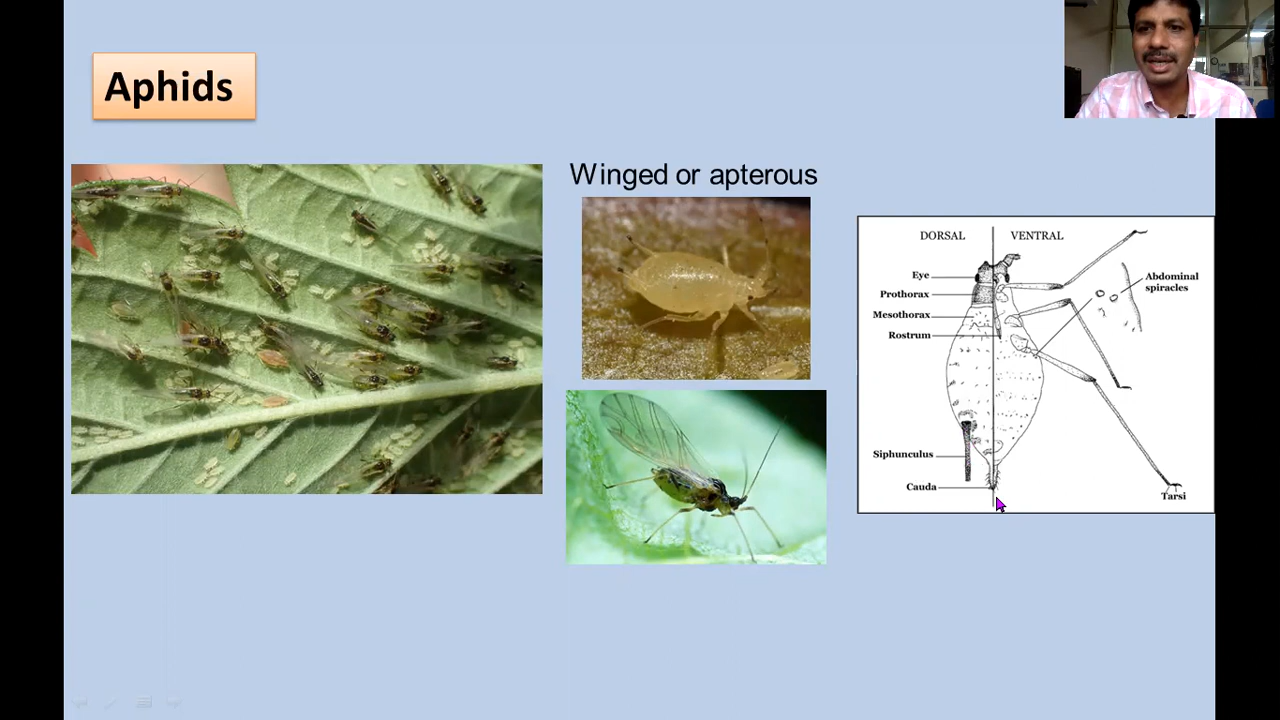 Aphids
Winged or apterous
DORSAL
VENTRAL
Eye
Prothorax
Mesothorax
Rostrum
Siphunculus
Cauda
Abdominal
spiracles
Tarsi